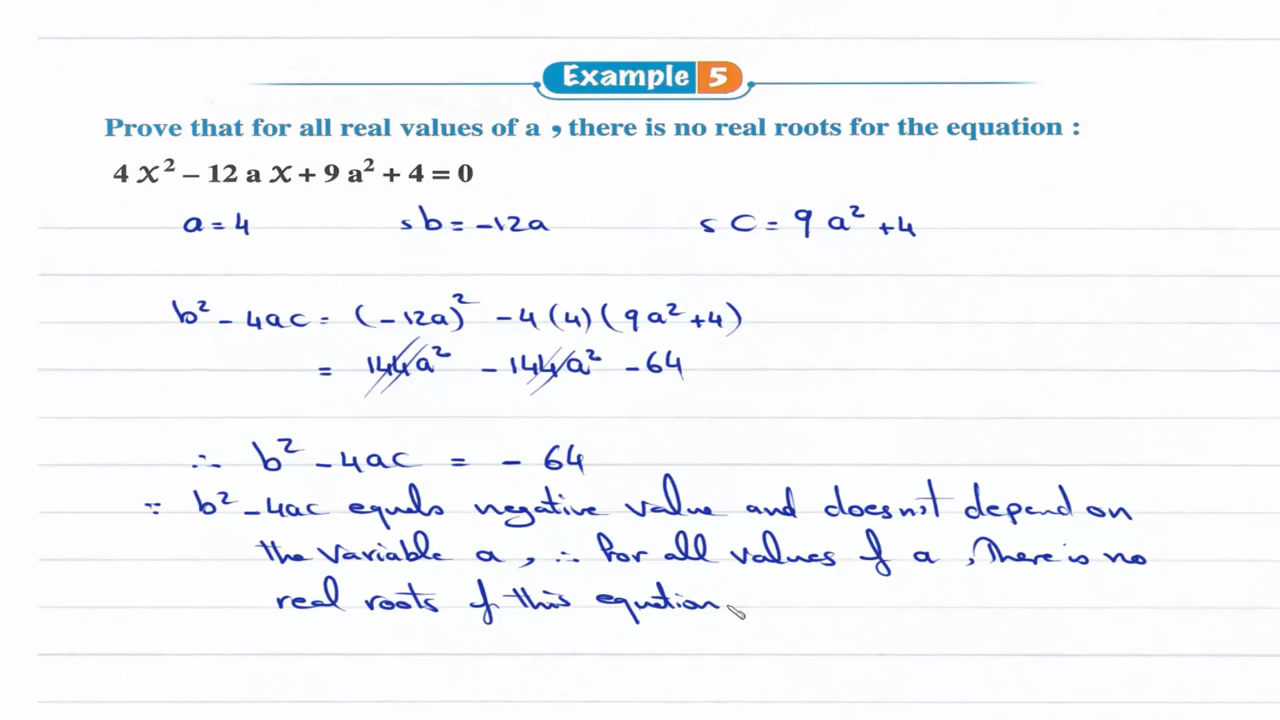 Example 5
Prove that for all real values of a , there is no real roots for the equation :
4 X² – 12 a X + 9 a² + 4 = 0
a = 4 , b = -12a , c = 9 a² + 4
b² - 4ac = (-12a)² - 4 (4) (9a² + 4)
= 144a² - 144a² - 64
∴ b² - 4ac = - 64
∵ b² - 4ac equals negative value and doesnot depend on
the variable a , ∴ for all values of a , There is no
real roots of this equation